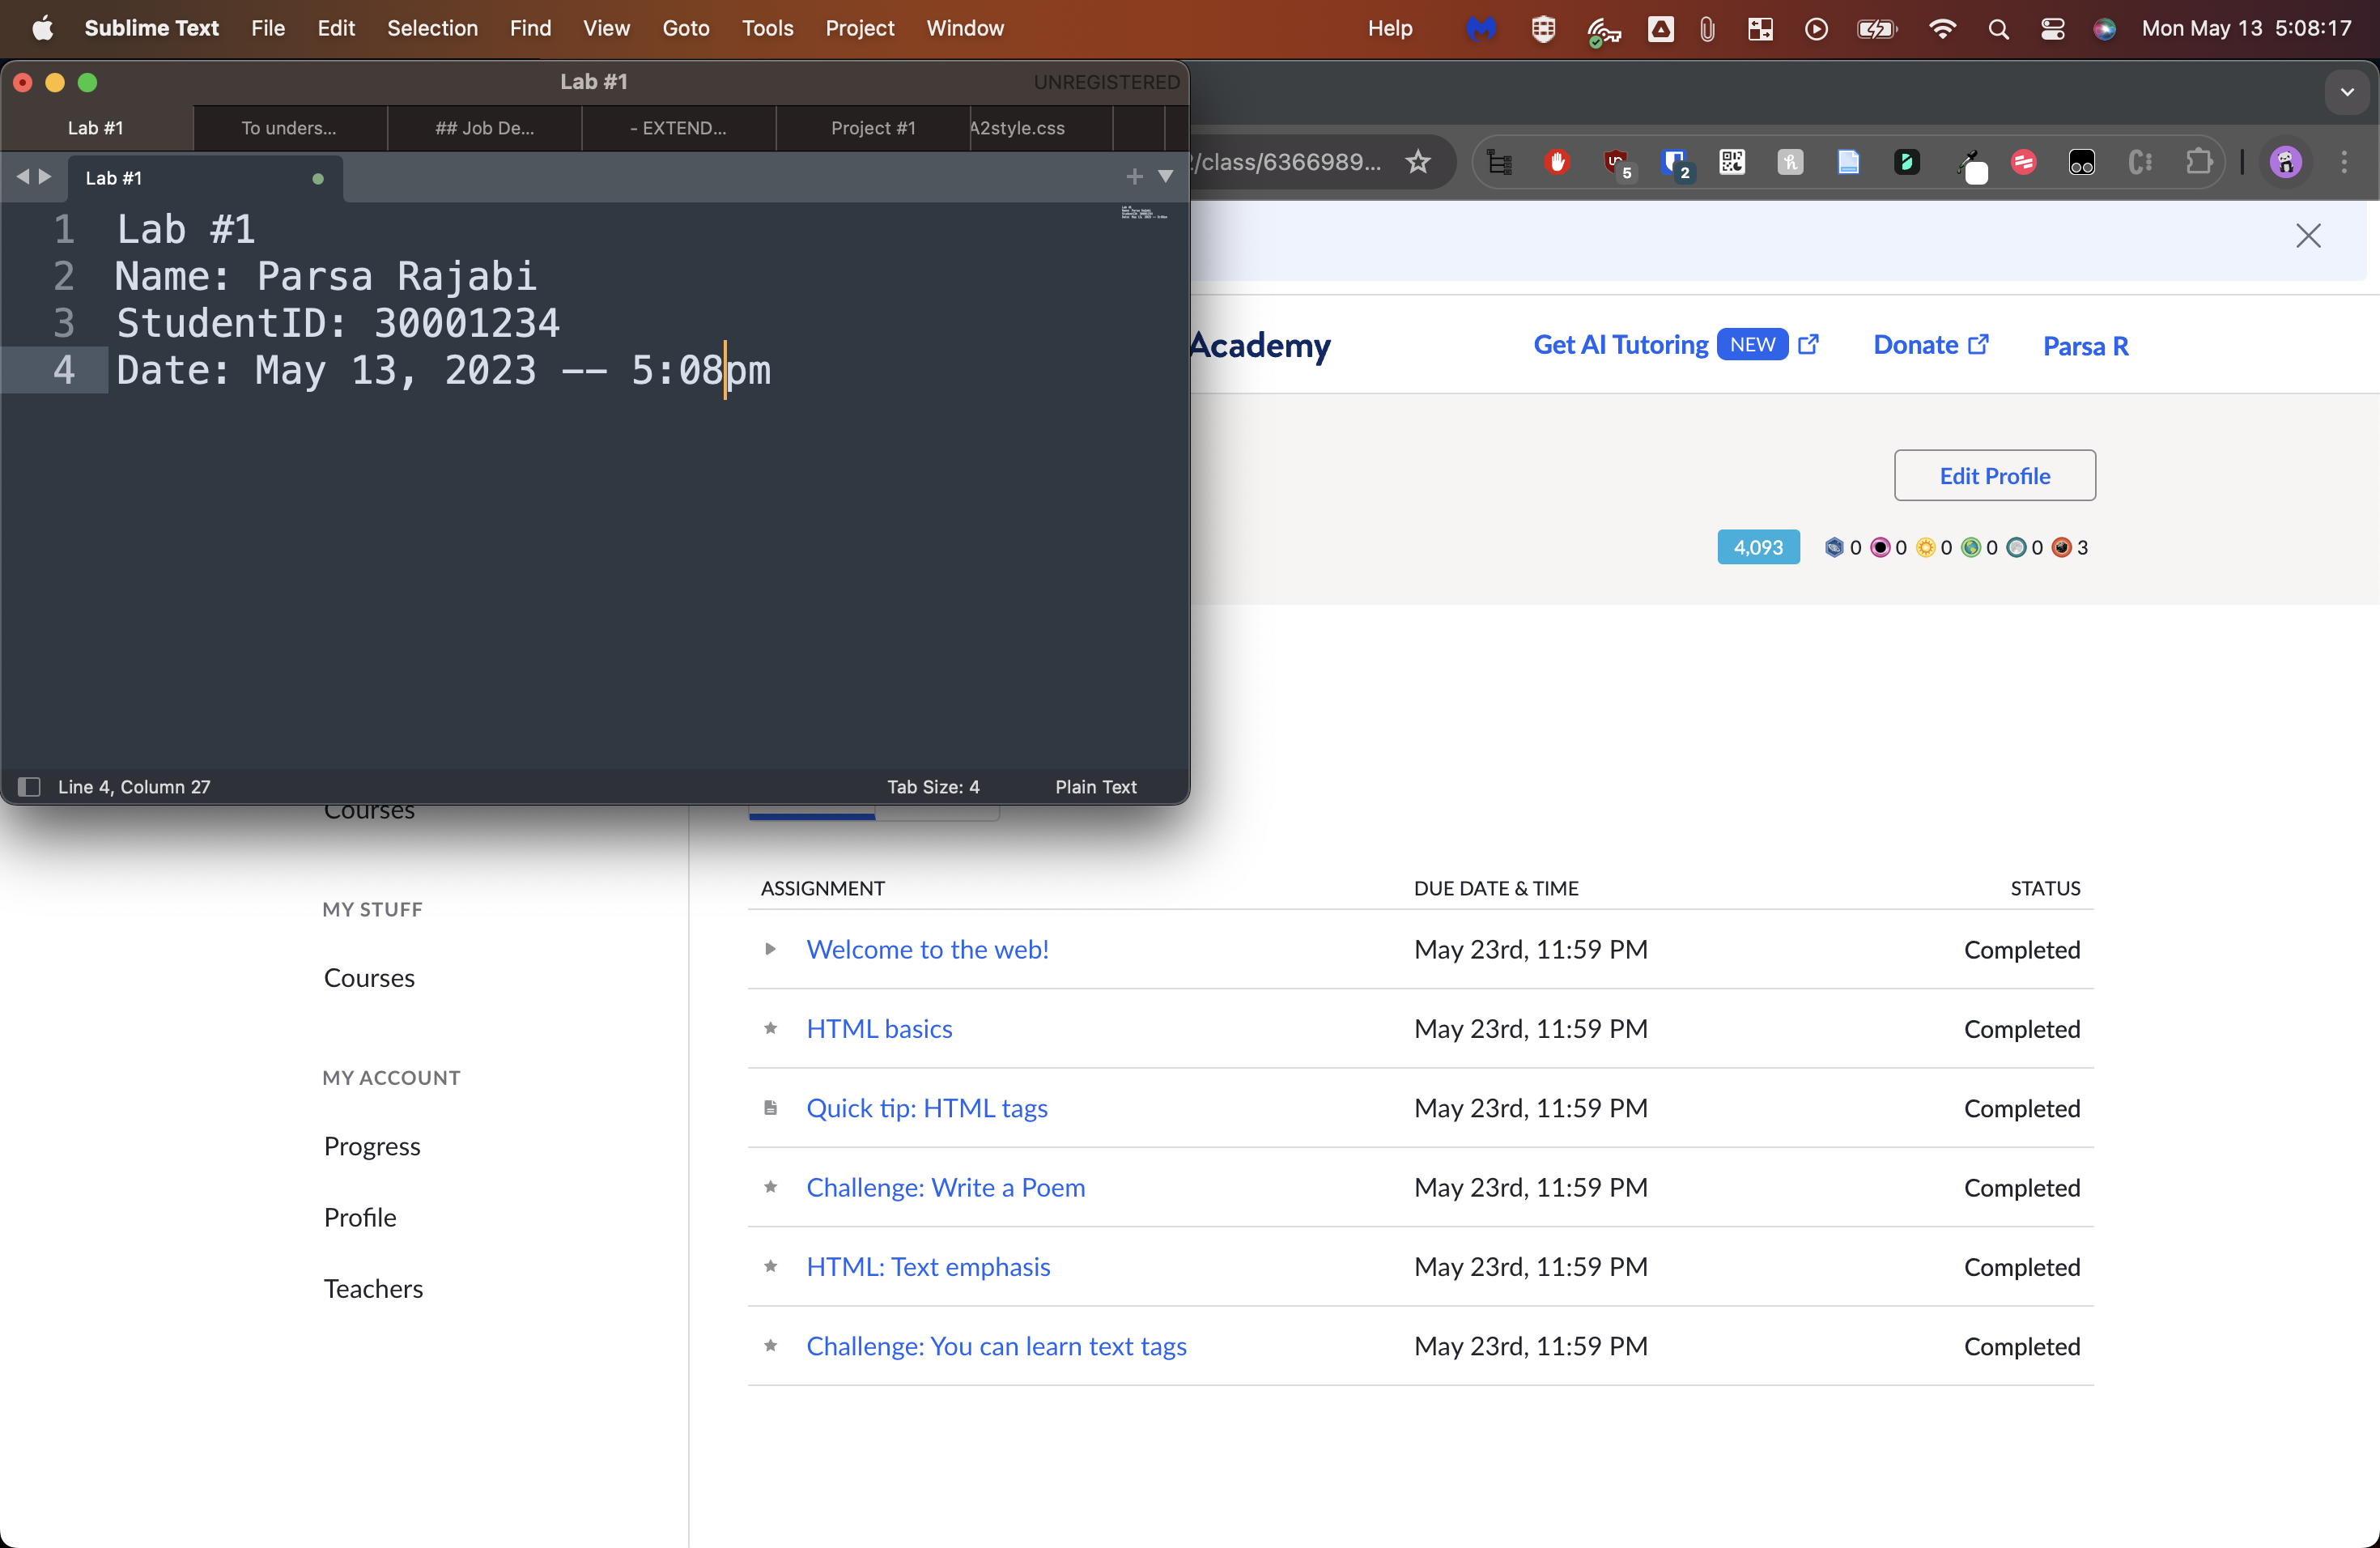 Sublime Text File Edit Selection Find View Goto Tools Project Window Help Mon May 13 5:08:17
Lab #1 UNREGISTERED
Lab #1 To unders... ## Job De... - EXTEND... Project #1 A2style.css
Lab #1
1 Lab #1
2 Name: Parsa Rajabi
3 StudentID: 30001234
4 Date: May 13, 2023 -- 5:08pm
Line 4, Column 27 Tab Size: 4 Plain Text
/class/6366989... 5 2
Academy Get AI Tutoring NEW Donate Parsa R
Edit Profile
4,093 0 0 0 0 0 3
Courses
MY STUFF
Courses
MY ACCOUNT
Progress
Profile
Teachers
ASSIGNMENT DUE DATE & TIME STATUS
Welcome to the web! May 23rd, 11:59 PM Completed
HTML basics May 23rd, 11:59 PM Completed
Quick tip: HTML tags May 23rd, 11:59 PM Completed
Challenge: Write a Poem May 23rd, 11:59 PM Completed
HTML: Text emphasis May 23rd, 11:59 PM Completed
Challenge: You can learn text tags May 23rd, 11:59 PM Completed